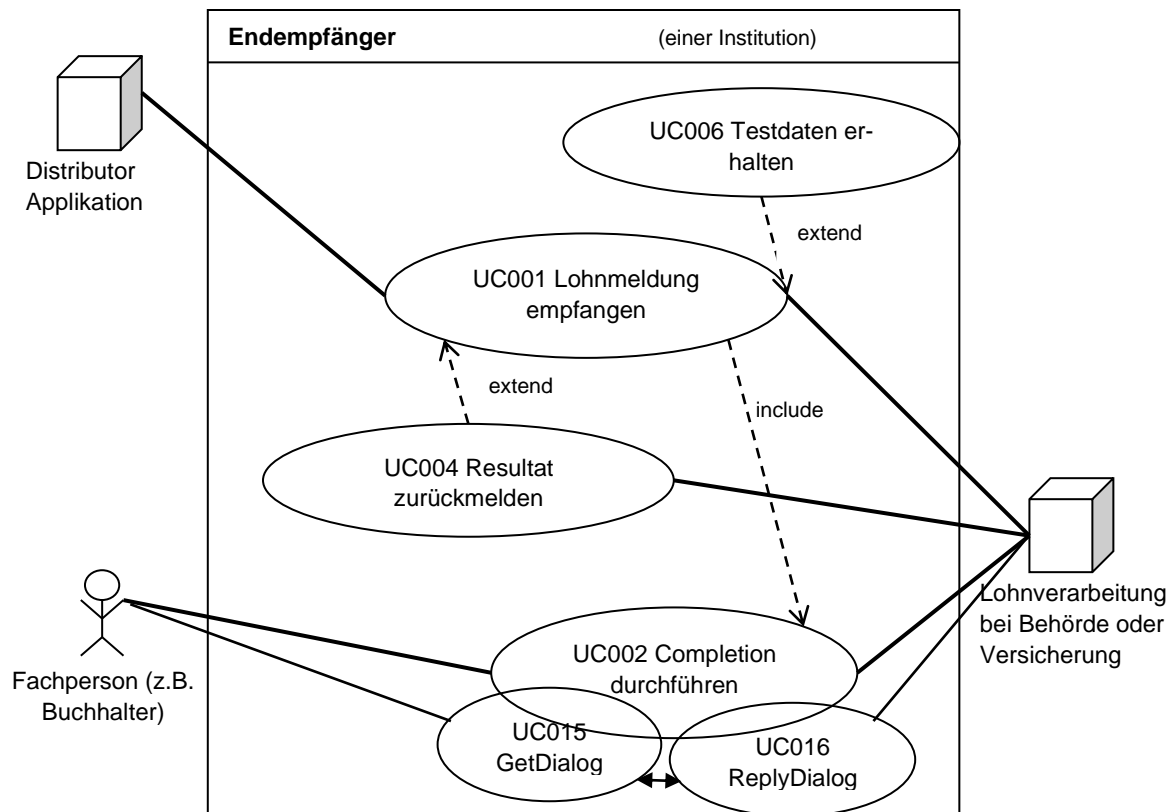 Endempfänger (einer Institution)
UC006 Testdaten er-
halten
Distributor
Applikation
extend
UC001 Lohnmeldung
empfangen
extend
include
UC004 Resultat
zurückmelden
Lohnverarbeitung
bei Behörde oder
Versicherung
UC002 Completion
durchführen
Fachperson (z.B.
Buchhalter)
UC015
GetDialog
UC016
ReplyDialog